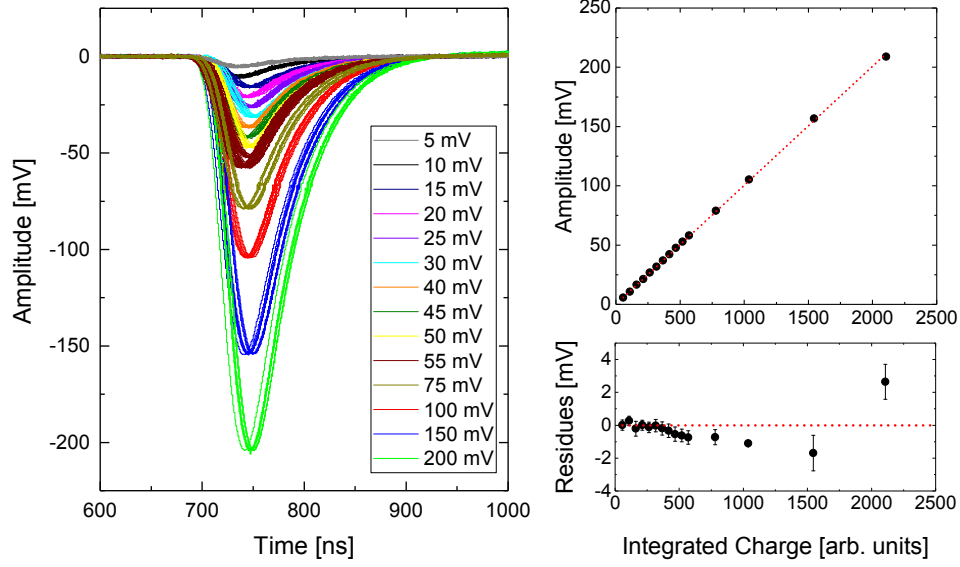 0
-50
-100
-150
-200
600
700
800
900
1000
Amplitude [mV]
Time [ns]
5 mV
10 mV
15 mV
20 mV
25 mV
30 mV
40 mV
45 mV
50 mV
55 mV
75 mV
100 mV
150 mV
200 mV
250
200
150
100
50
0
0
500
1000
1500
2000
2500
Amplitude [mV]
4
2
0
-2
-4
0
500
1000
1500
2000
2500
Residues [mV]
Integrated Charge [arb. units]